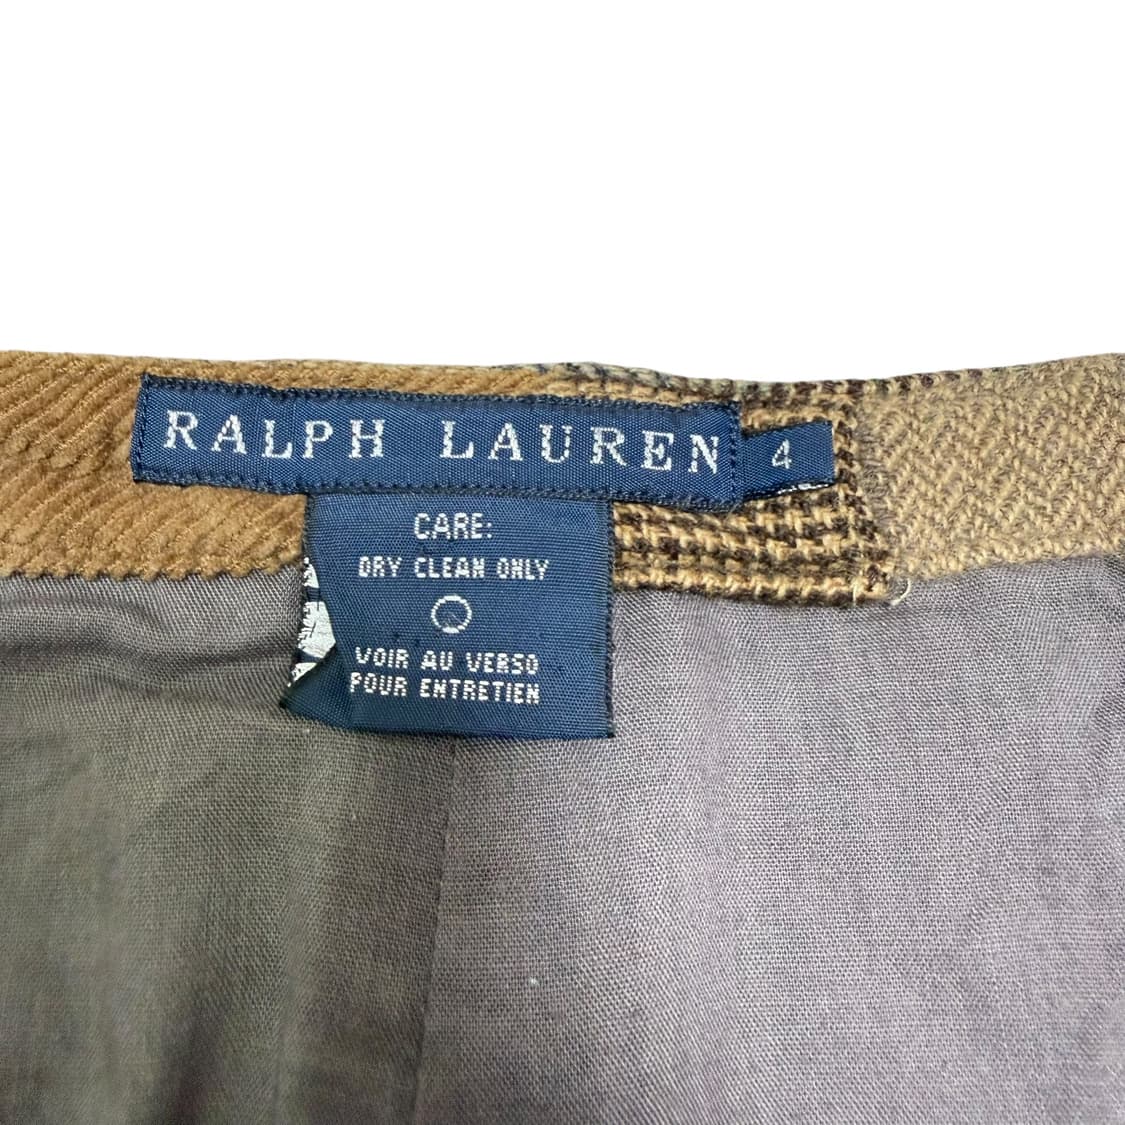 RALPH LAUREN
4
CARE:
DRY CLEAN ONLY
VOIR AU VERSO
POUR ENTRETIEN